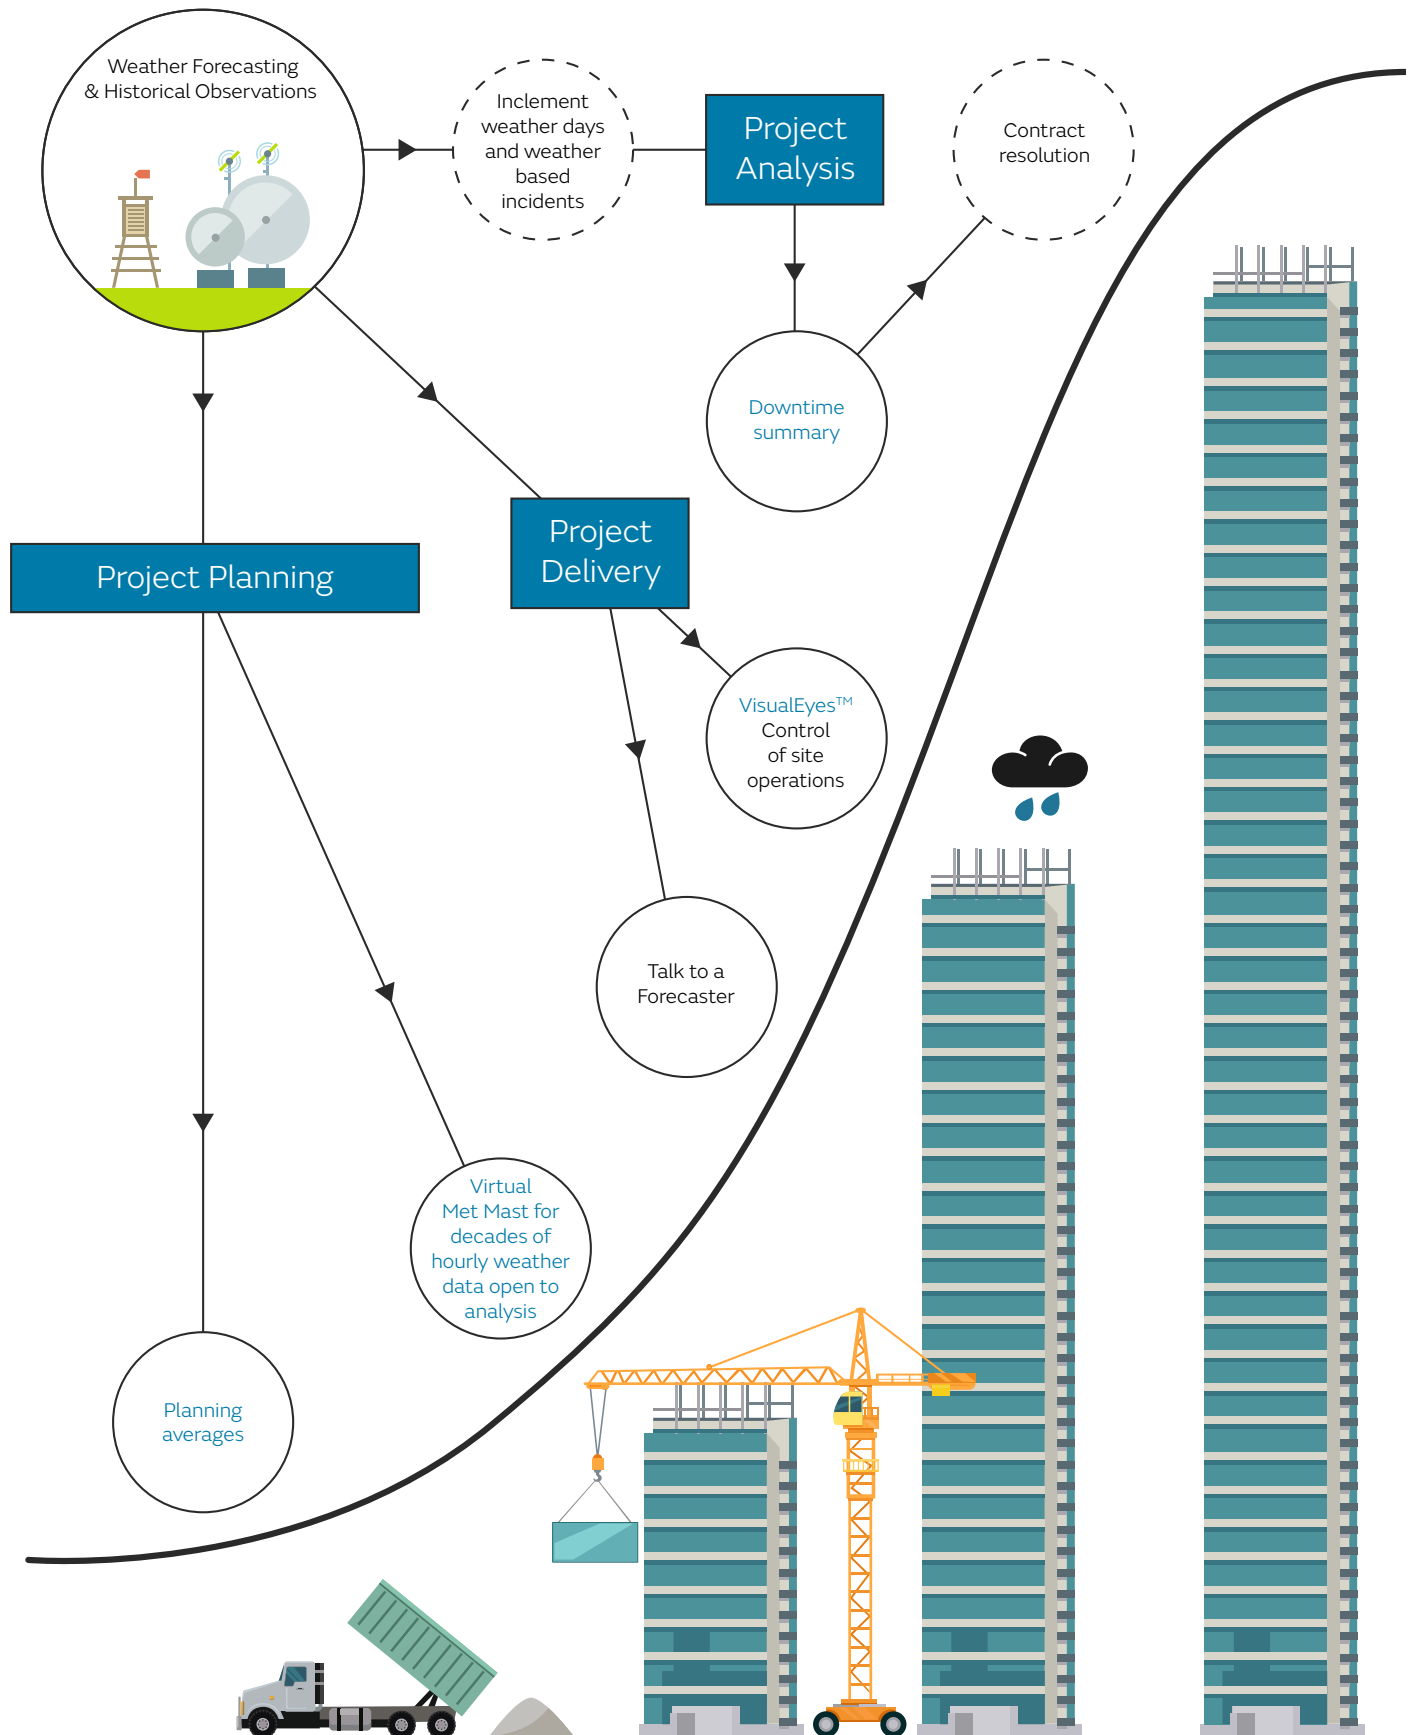 Weather Forecasting
& Historical Observations
Inclement
weather days
and weather
based
incidents
Project
Analysis
Contract
resolution
Downtime
summary
Project
Delivery
Project Planning
VisualEyes™
Control
of site
operations
Talk to a
Forecaster
Virtual
Met Mast for
decades of
hourly weather
data open to
analysis
Planning
averages